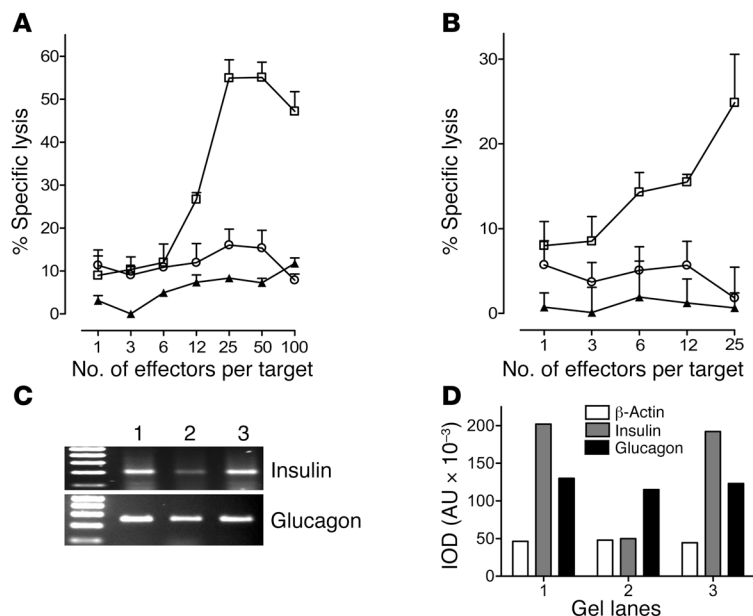 A
60
50
40
30
20
10
0
% Specific lysis
1 3 6 12 25 50 100
No. of effectors per target
B
30
20
10
0
% Specific lysis
1 3 6 12 25
No. of effectors per target
C
1 2 3
Insulin
Glucagon
D
β-Actin
Insulin
Glucagon
200
150
100
50
0
IOD (AU × 10⁻³)
1 2 3
Gel lanes